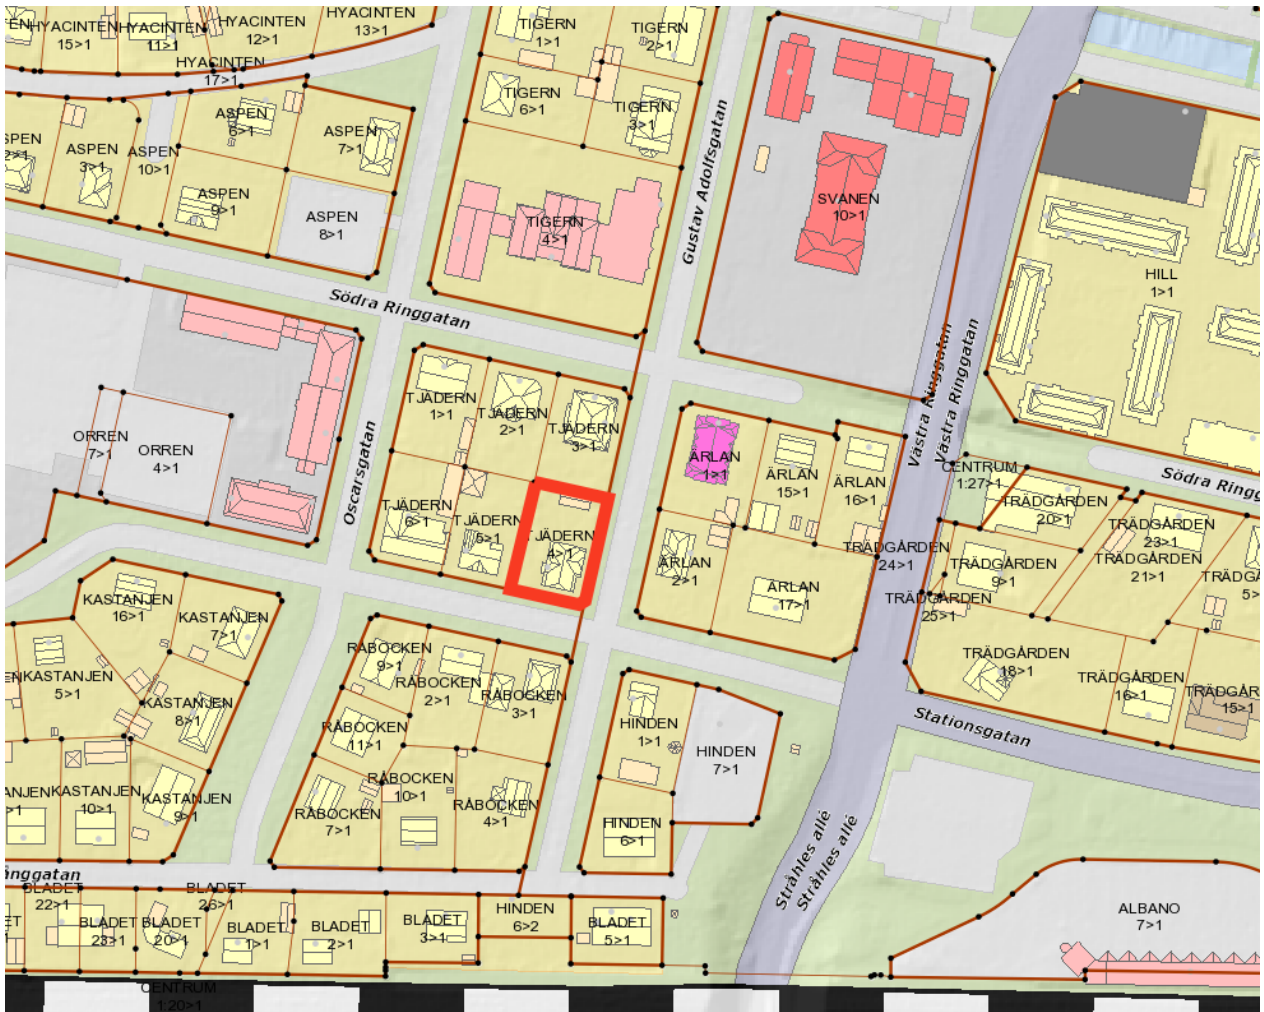 HYACINTEN
15>1
HYACINTEN
11>1
HYACINTEN
12>1
HYACINTEN
13>1
HYACINTEN
17>1
TIGERN
1>1
TIGERN
2>1
TIGERN
6>1
TIGERN
3>1
TIGERN
4>1
ASPEN
6>1
ASPEN
7>1
ASPEN
3>1
ASPEN
10>1
ASPEN
9>1
ASPEN
8>1
SPEN
2>1
Gustav Adolfsgatan
SVANEN
10>1
HILL
1>1
Södra Ringgatan
Västra Ringgatan
Västra Ringgatan
Oscarsgatan
ORREN
7>1
ORREN
4>1
TJÄDERN
1>1
TJÄDERN
2>1
TJÄDERN
3>1
TJÄDERN
6>1
TJÄDERN
5>1
TJÄDERN
4>1
ÄRLAN
1>1
ÄRLAN
15>1
ÄRLAN
16>1
ÄRLAN
2>1
ÄRLAN
17>1
CENTRUM
1:27>1
Södra Ringg
TRÄDGÅRDEN
20>1
TRÄDGÅRDEN
23>1
TRÄDGÅRDEN
24>1
TRÄDGÅRDEN
9>1
TRÄDGÅRDEN
21>1
TRÄDG
5>
TRÄDGÅRDEN
25>1
TRÄDGÅRDEN
18>1
TRÄDGÅRDEN
16>1
TRÄDGÅR
15>1
Stationsgatan
KASTANJEN
16>1
KASTANJEN
7>1
KASTANJEN
5>1
KASTANJEN
8>1
ANJEN
>1
KASTANJEN
10>1
KASTANJEN
9>1
RÅBOCKEN
9>1
RÅBOCKEN
2>1
RÅBOCKEN
3>1
RÅBOCKEN
11>1
RÅBOCKEN
10>1
RÅBOCKEN
7>1
RÅBOCKEN
4>1
HINDEN
1>1
HINDEN
7>1
HINDEN
6>1
Stråhles allé
Stråhles allé
ånggatan
BLADET
22>1
BLADET
26>1
BLADET
23>1
BLADET
20>1
BLADET
1>1
BLADET
2>1
BLADET
3>1
HINDEN
6>2
BLADET
5>1
ALBANO
7>1
CENTRUM
1:20>1